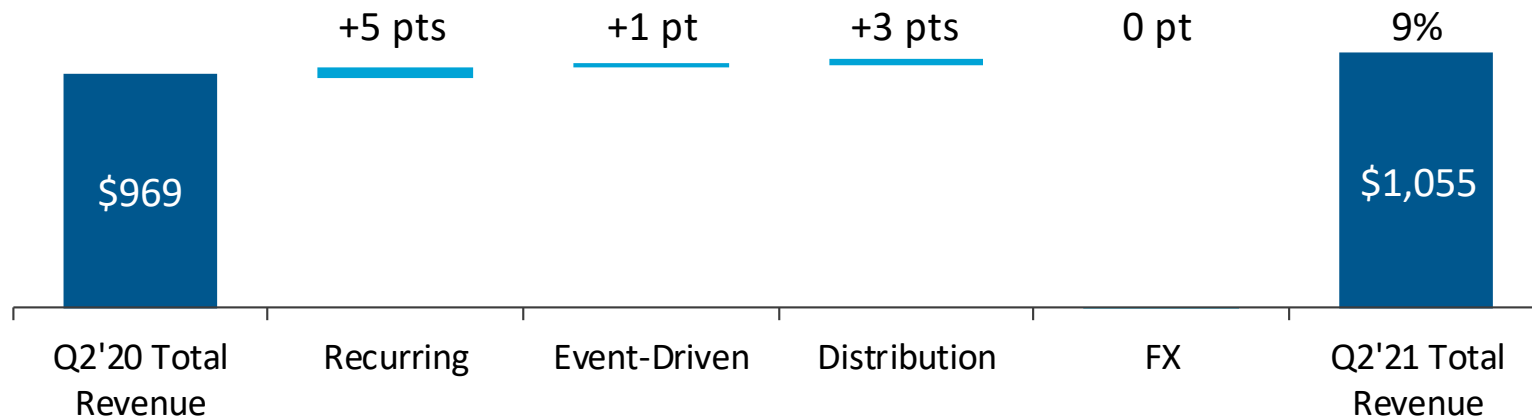 +5 pts
+1 pt
+3 pts
0 pt
9%
$969
$1,055
Q2'20 Total
Revenue
Recurring
Event-Driven
Distribution
FX
Q2'21 Total
Revenue